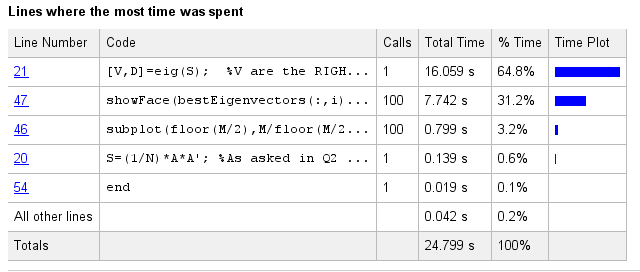 Lines where the most time was spent
Line Number Code Calls Total Time % Time Time Plot
21 [V,D]=eig(S); %V are the RIGH... 1 16.059 s 64.8%
47 showFace(bestEigenvectors(:,i)... 100 7.742 s 31.2%
46 subplot(floor(M/2),M/floor(M/2... 100 0.799 s 3.2%
20 S=(1/N)*A*A'; %As asked in Q2 ... 1 0.139 s 0.6%
54 end 1 0.019 s 0.1%
All other lines 0.042 s 0.2%
Totals 24.799 s 100%